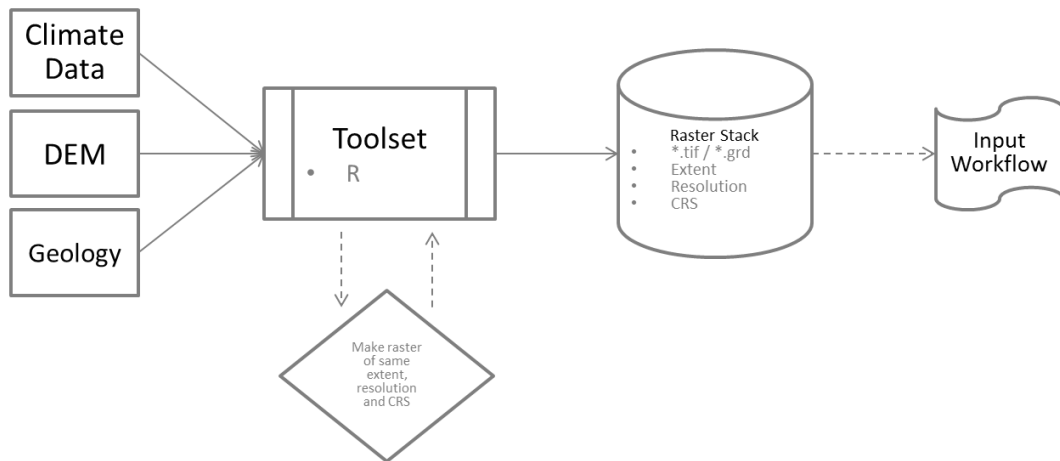 Climate
Data
DEM
Geology
Toolset
• R
Make raster
of same
extent,
resolution
and CRS
Raster Stack
• *.tif / *.grd
• Extent
• Resolution
• CRS
Input
Workflow